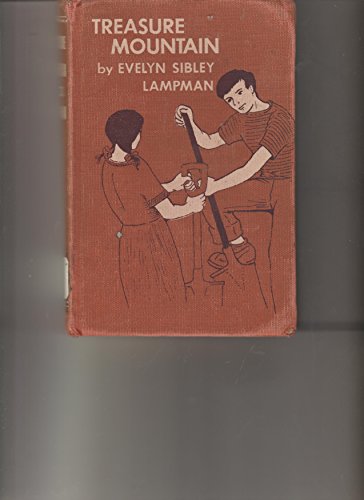 TREASURE
MOUNTAIN
by EVELYN SIBLEY
LAMPMAN